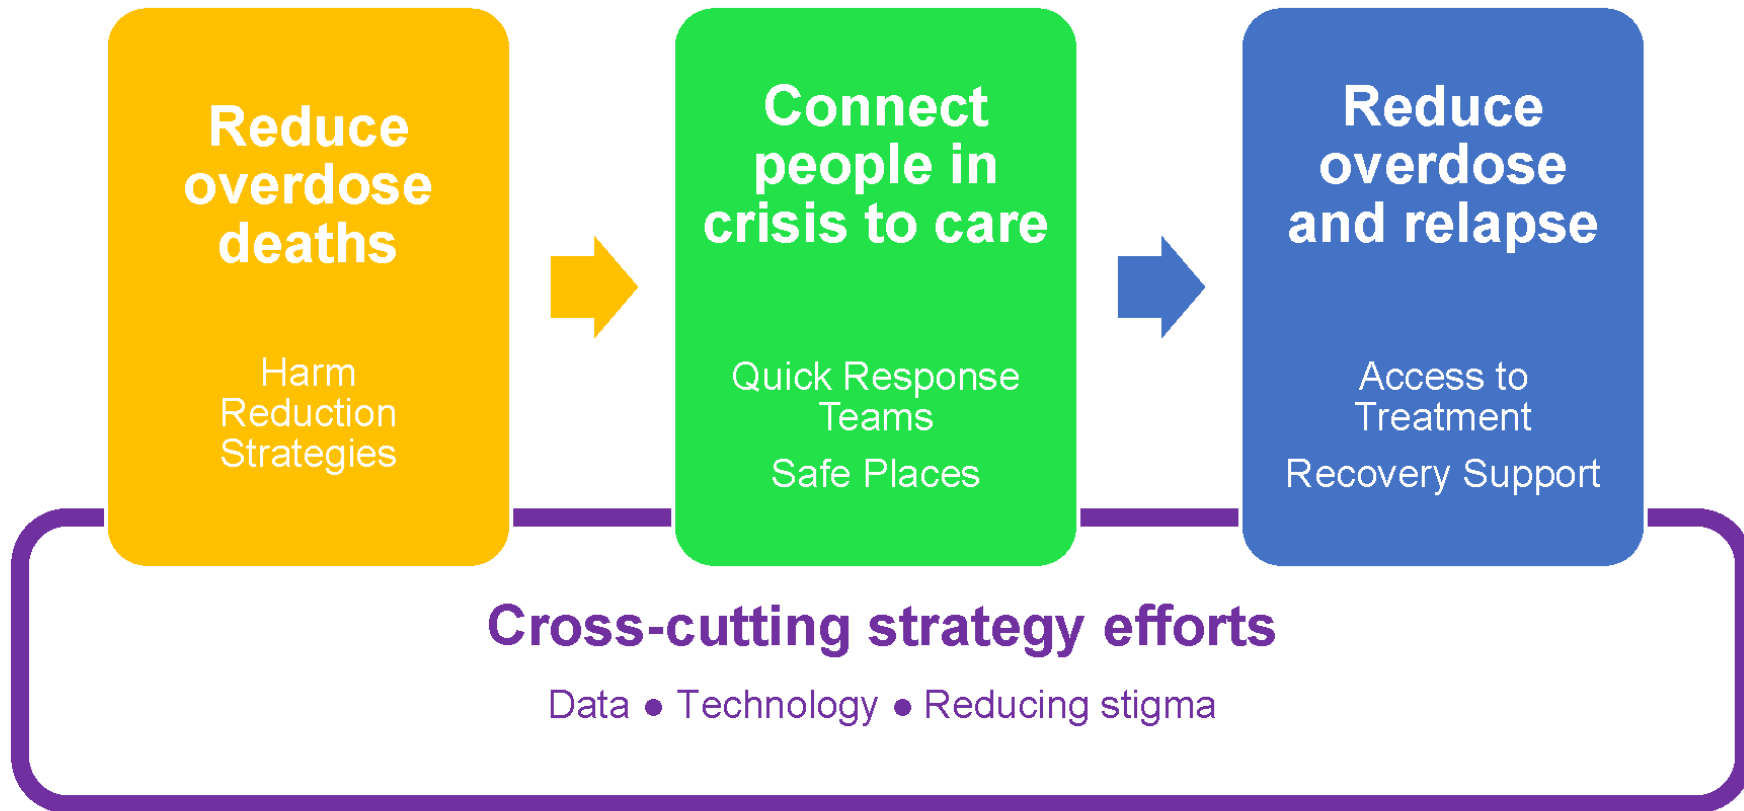 Reduce
overdose
deaths
Harm
Reduction
Strategies
Connect
people in
crisis to care
Quick Response
Teams
Safe Places
Reduce
overdose
and relapse
Access to
Treatment
Recovery Support
Cross-cutting strategy efforts
Data ● Technology ● Reducing stigma